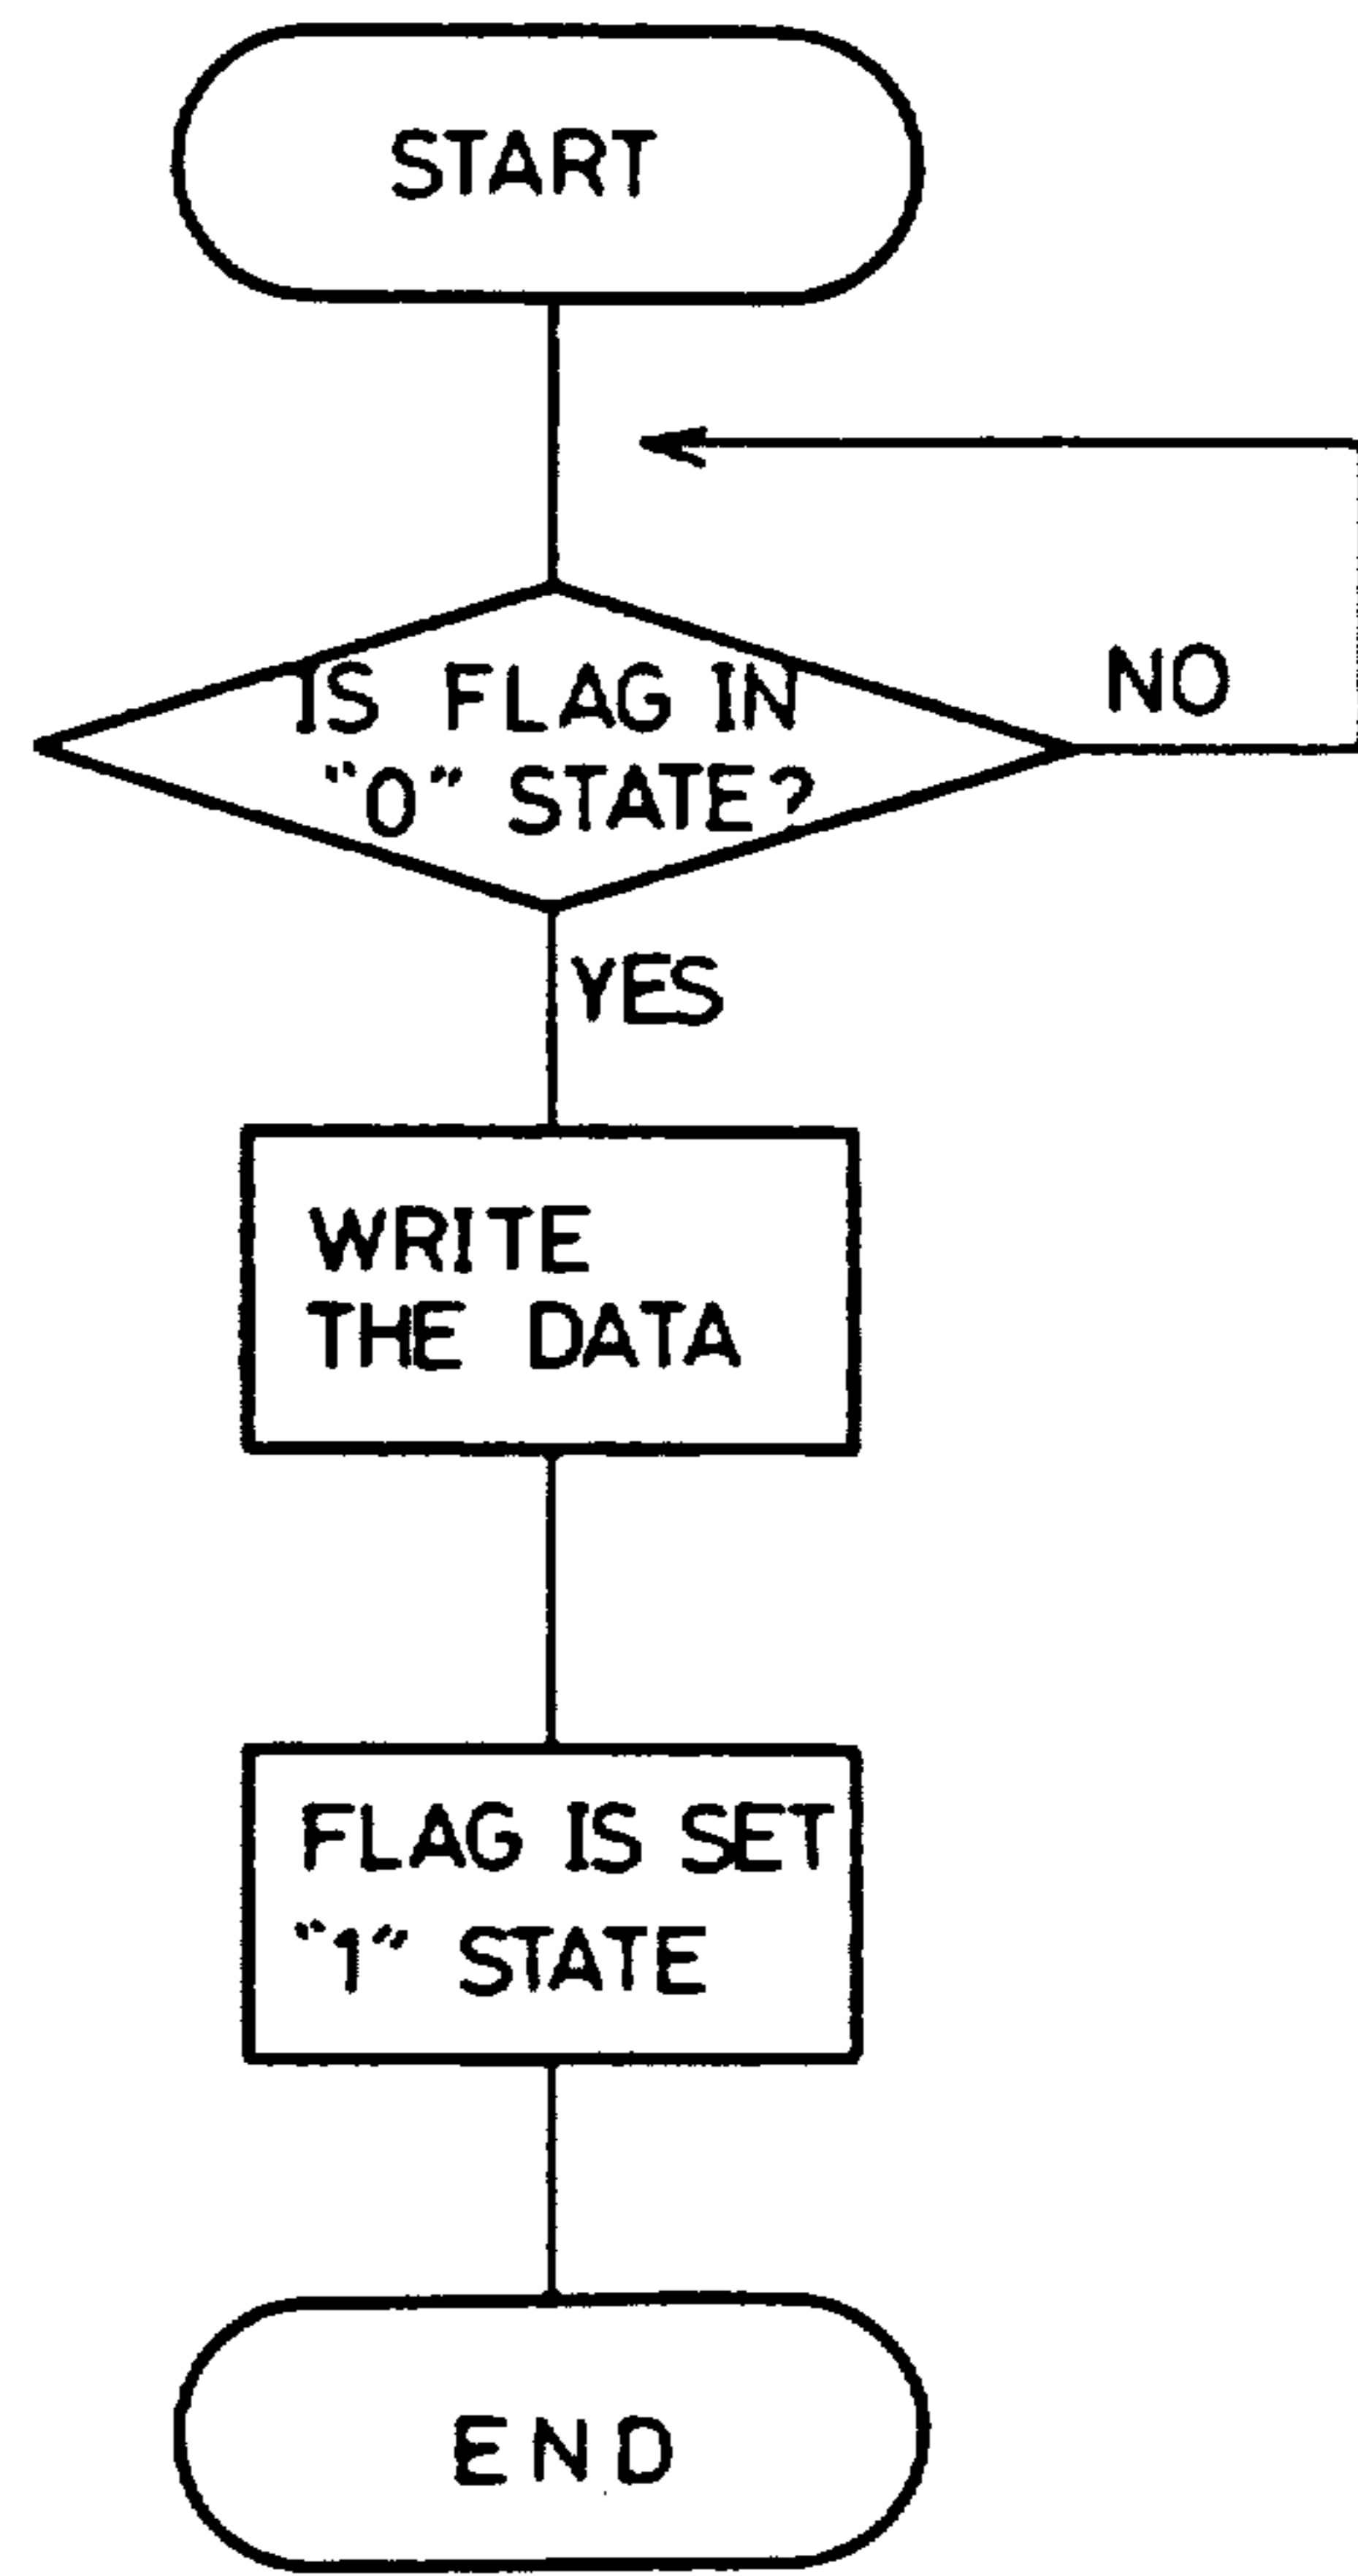 START
IS FLAG IN
"0" STATE?
NO
YES
WRITE
THE DATA
FLAG IS SET
"1" STATE
END